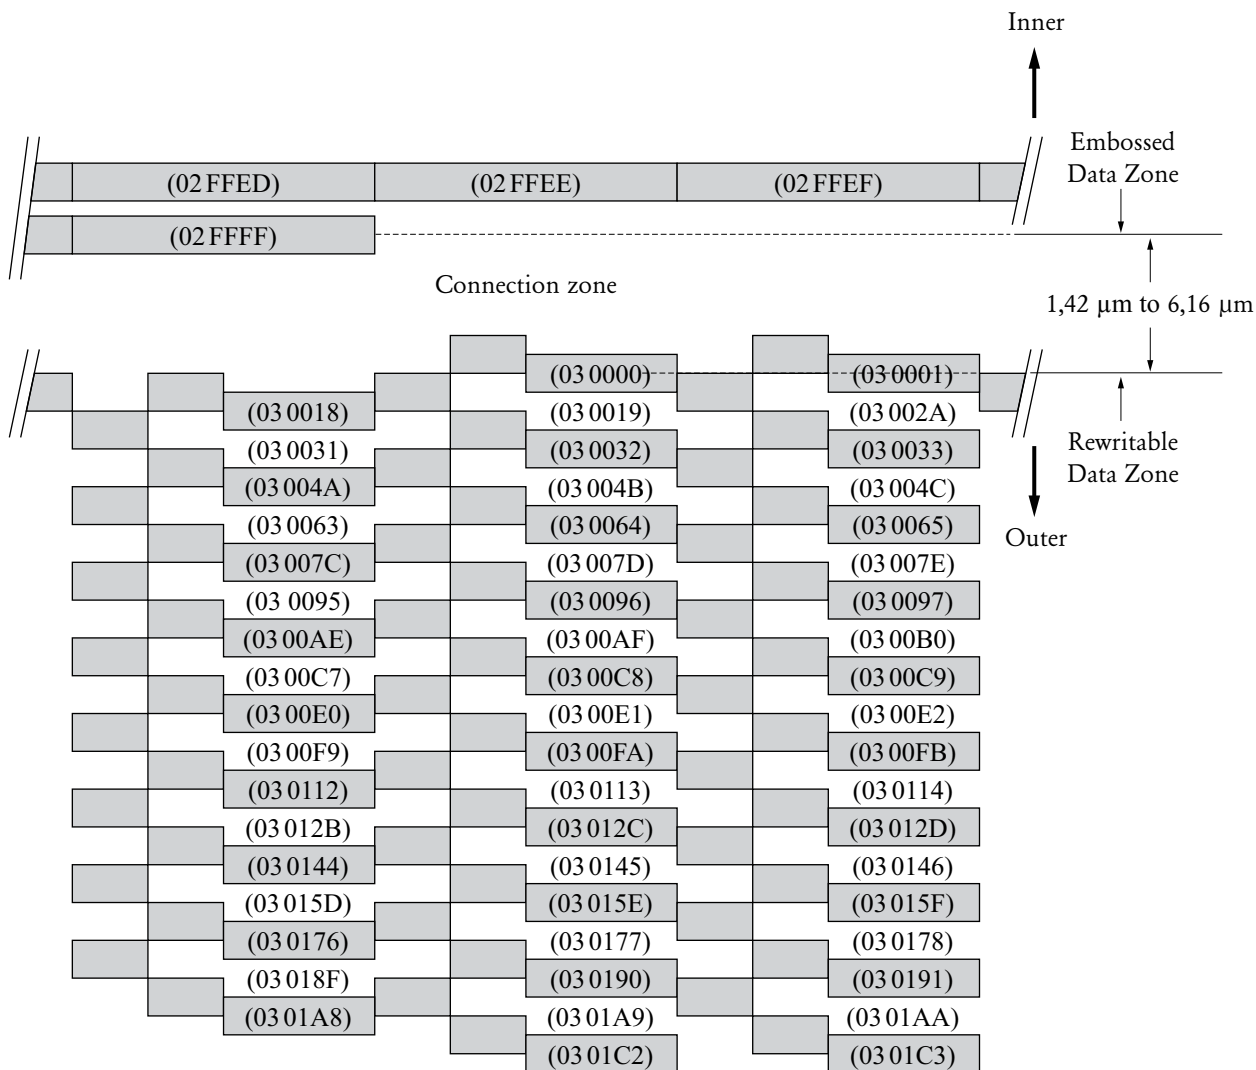 Inner
Embossed
Data Zone
(02 FFED) (02 FFEE) (02 FFEF)
(02 FFFF)
Connection zone
1,42 µm to 6,16 µm
(03 0000) (03 0001)
(03 0018) (03 0019) (03 002A)
Rewritable
Data Zone
(03 0031) (03 0032) (03 0033)
(03 004A) (03 004B) (03 004C)
(03 0063) (03 0064) (03 0065)
Outer
(03 007C) (03 007D) (03 007E)
(03 0095) (03 0096) (03 0097)
(03 00AE) (03 00AF) (03 00B0)
(03 00C7) (03 00C8) (03 00C9)
(03 00E0) (03 00E1) (03 00E2)
(03 00F9) (03 00FA) (03 00FB)
(03 0112) (03 0113) (03 0114)
(03 012B) (03 012C) (03 012D)
(03 0144) (03 0145) (03 0146)
(03 015D) (03 015E) (03 015F)
(03 0176) (03 0177) (03 0178)
(03 018F) (03 0190) (03 0191)
(03 01A8) (03 01A9) (03 01AA)
(03 01C2) (03 01C3)